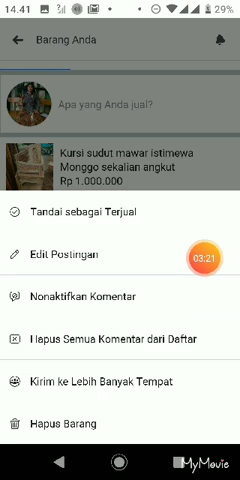 14.41
29%
Barang Anda
Apa yang Anda jual?
Kursi sudut mawar istimewa
Monggo sekalian angkut
Rp 1.000.000
Tandai sebagai Terjual
Edit Postingan
03:21
Nonaktifkan Komentar
Hapus Semua Komentar dari Daftar
Kirim ke Lebih Banyak Tempat
Hapus Barang
MyMovie